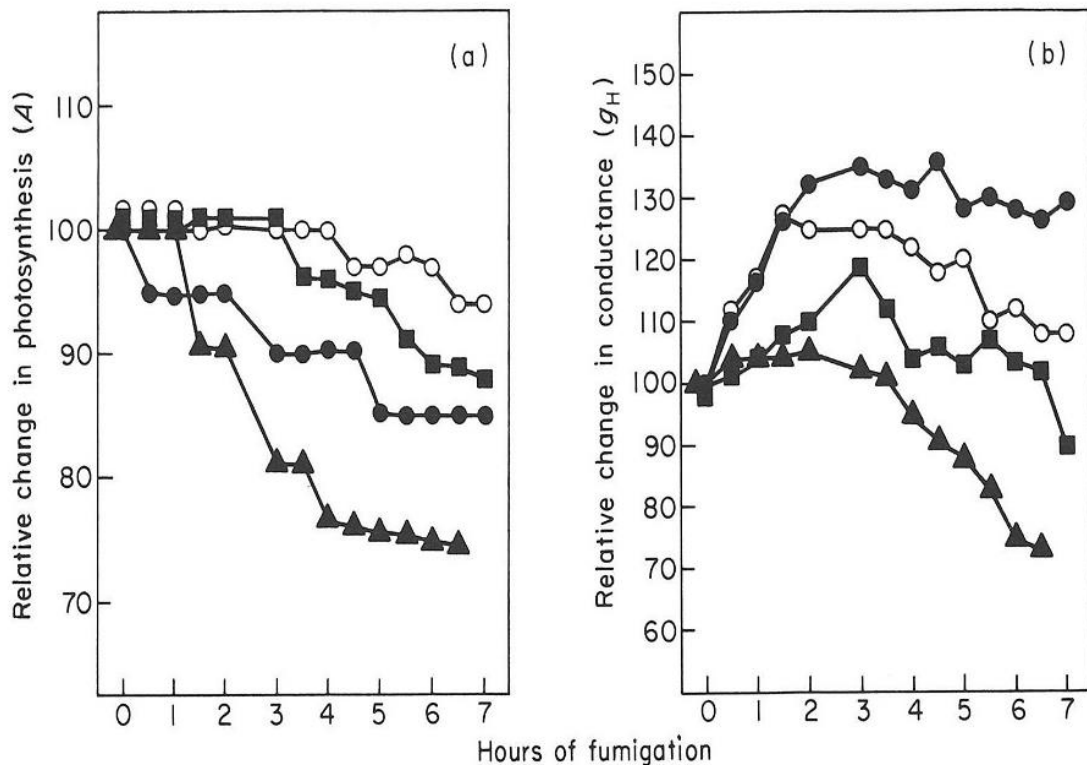 (a)
Relative change in photosynthesis (A)
110
100
90
80
70
0 1 2 3 4 5 6 7
(b)
Relative change in conductance (gH)
150
140
130
120
110
100
90
80
70
60
0 1 2 3 4 5 6 7
Hours of fumigation